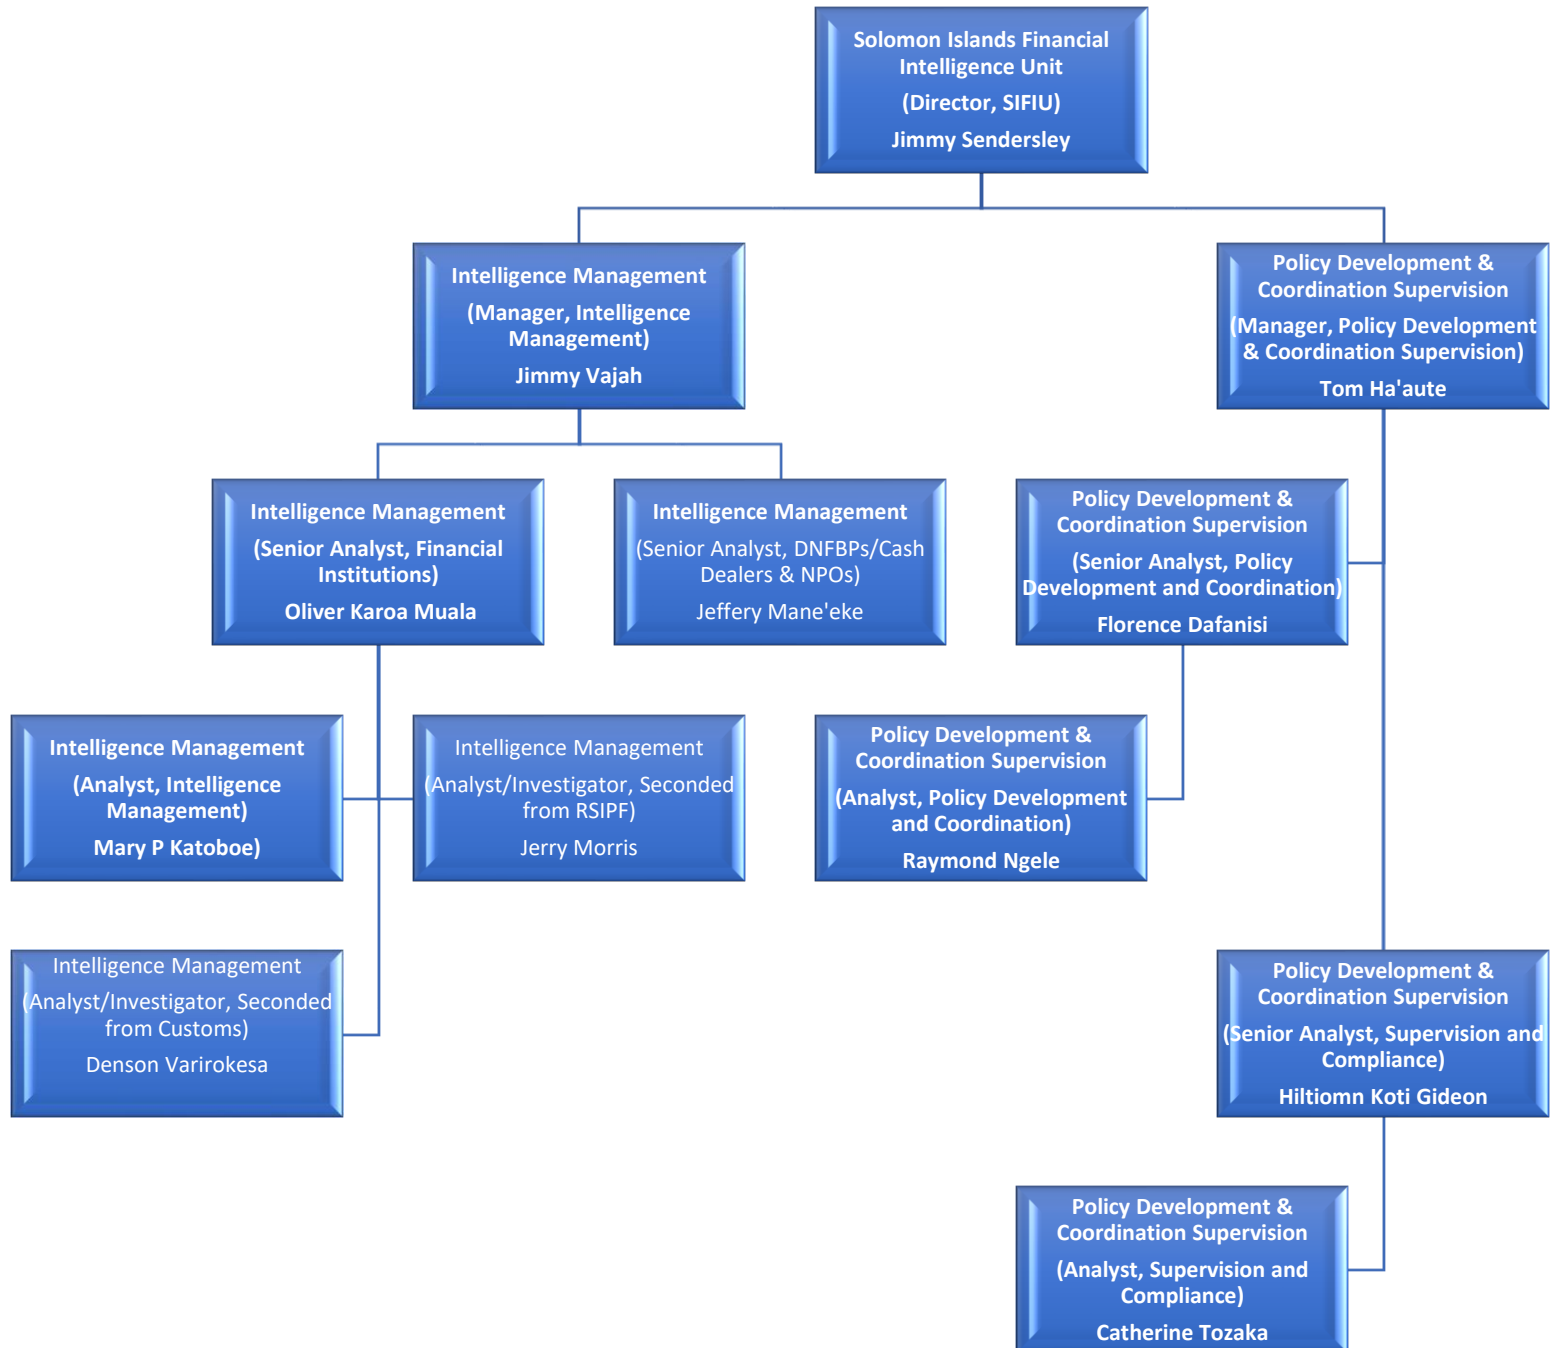 Solomon Islands Financial
Intelligence Unit
(Director, SIFIU)
Jimmy Sendersley
Intelligence Management
(Manager, Intelligence
Management)
Jimmy Vajah
Policy Development &
Coordination Supervision
(Manager, Policy Development
& Coordination Supervision)
Tom Ha'aute
Intelligence Management
(Senior Analyst, Financial
Institutions)
Oliver Karoa Muala
Intelligence Management
(Senior Analyst, DNFBPs/Cash
Dealers & NPOs)
Jeffery Mane'eke
Policy Development &
Coordination Supervision
(Senior Analyst, Policy
Development and Coordination)
Florence Dafanisi
Intelligence Management
(Analyst, Intelligence
Management)
Mary P Katoboe)
Intelligence Management
(Analyst/Investigator, Seconded
from RSIPF)
Jerry Morris
Policy Development &
Coordination Supervision
(Analyst, Policy Development
and Coordination)
Raymond Ngele
Intelligence Management
(Analyst/Investigator, Seconded
from Customs)
Denson Varirokesa
Policy Development &
Coordination Supervision
(Senior Analyst, Supervision and
Compliance)
Hiltiomn Koti Gideon
Policy Development &
Coordination Supervision
(Analyst, Supervision and
Compliance)
Catherine Tozaka